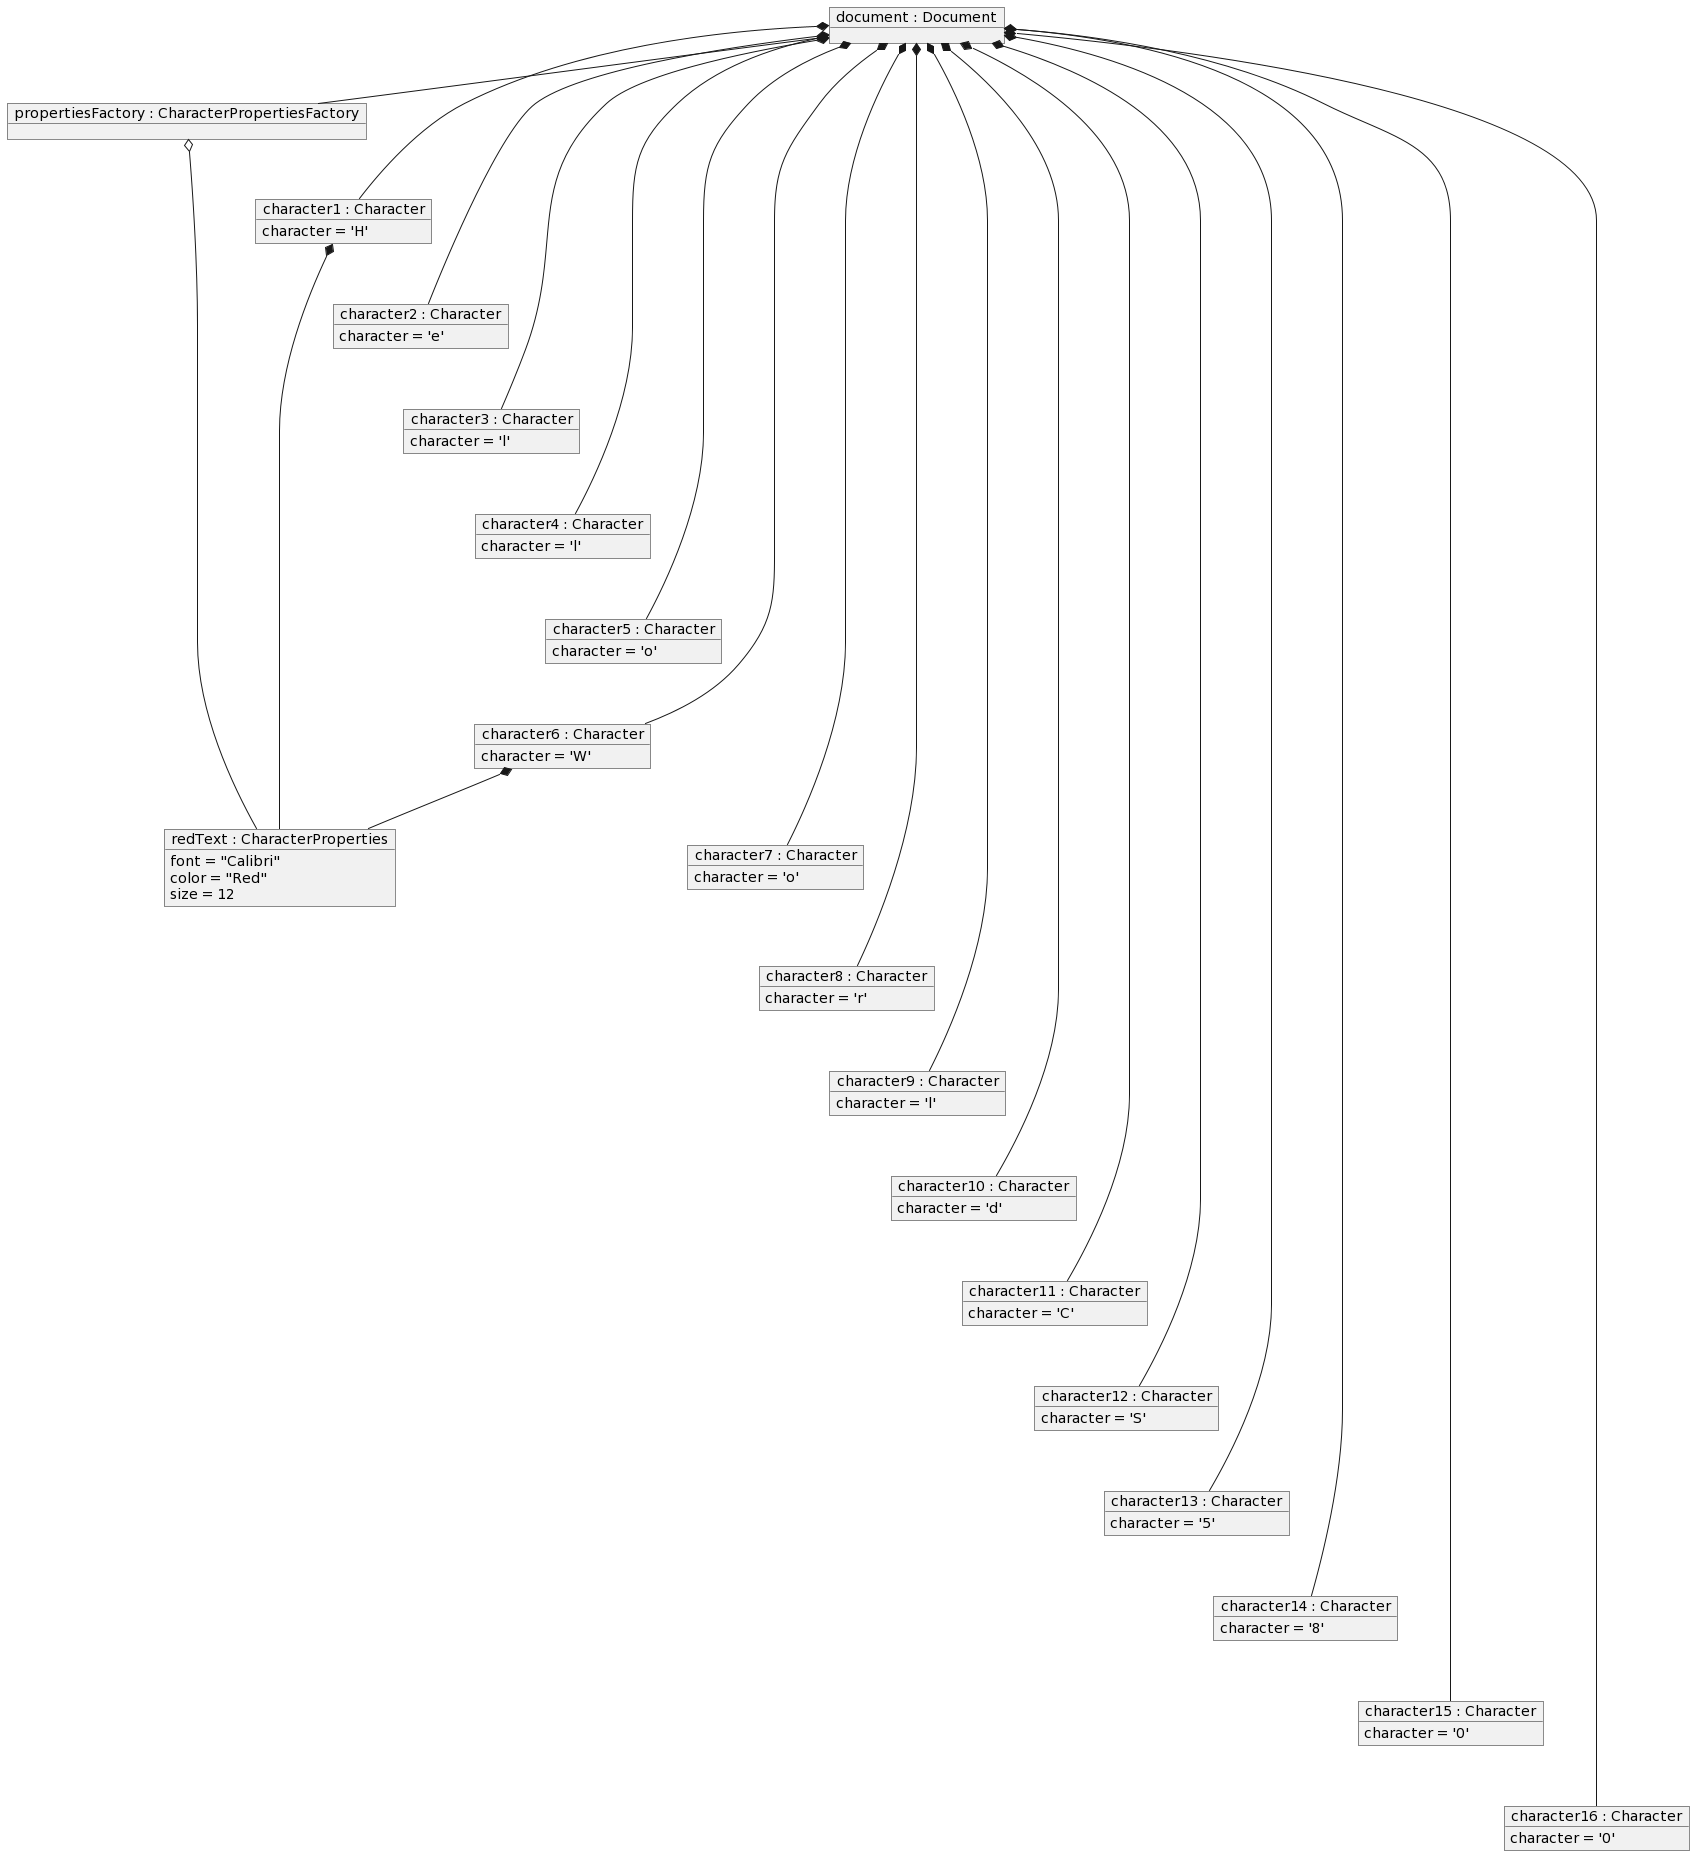 document : Document
propertiesFactory : CharacterPropertiesFactory
character1 : Character
character = 'H'
character2 : Character
character = 'e'
character3 : Character
character = 'l'
character4 : Character
character = 'l'
character5 : Character
character = 'o'
character6 : Character
character = 'W'
redText : CharacterProperties
font = "Calibri"
color = "Red"
size = 12
character7 : Character
character = 'o'
character8 : Character
character = 'r'
character9 : Character
character = 'l'
character10 : Character
character = 'd'
character11 : Character
character = 'C'
character12 : Character
character = 'S'
character13 : Character
character = '5'
character14 : Character
character = '8'
character15 : Character
character = '0'
character16 : Character
character = '0'